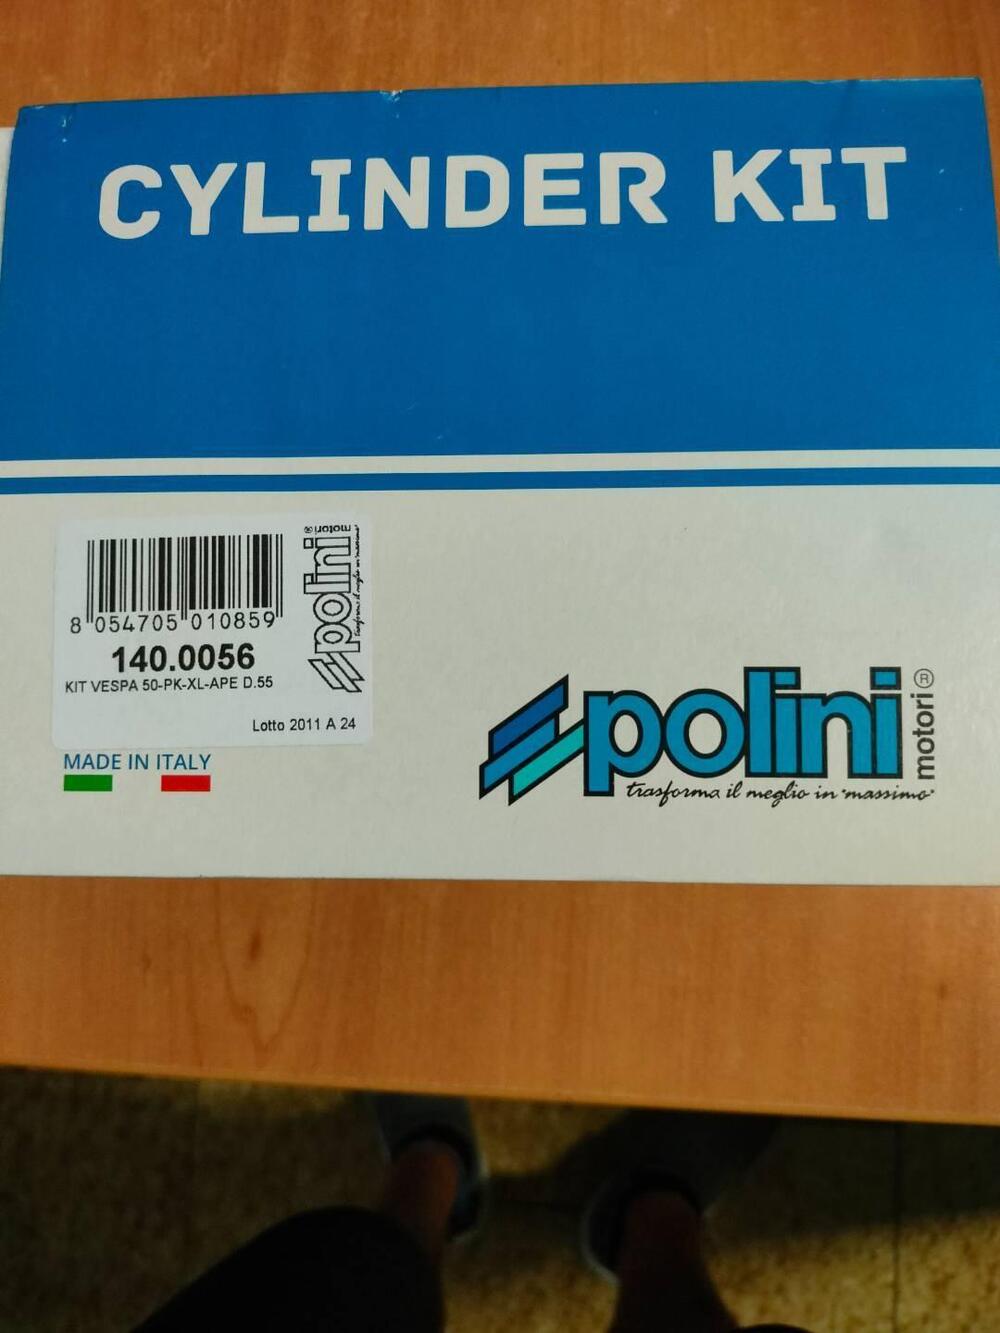 CYLINDER KIT
8 054705 010859
140.0056
KIT VESPA 50-PK-XL-APE D.55
Lotto 2011 A 24
polini
motori®
trasforma il meglio in massimo
MADE IN ITALY
polini
motori ®
trasforma il meglio in "massimo"